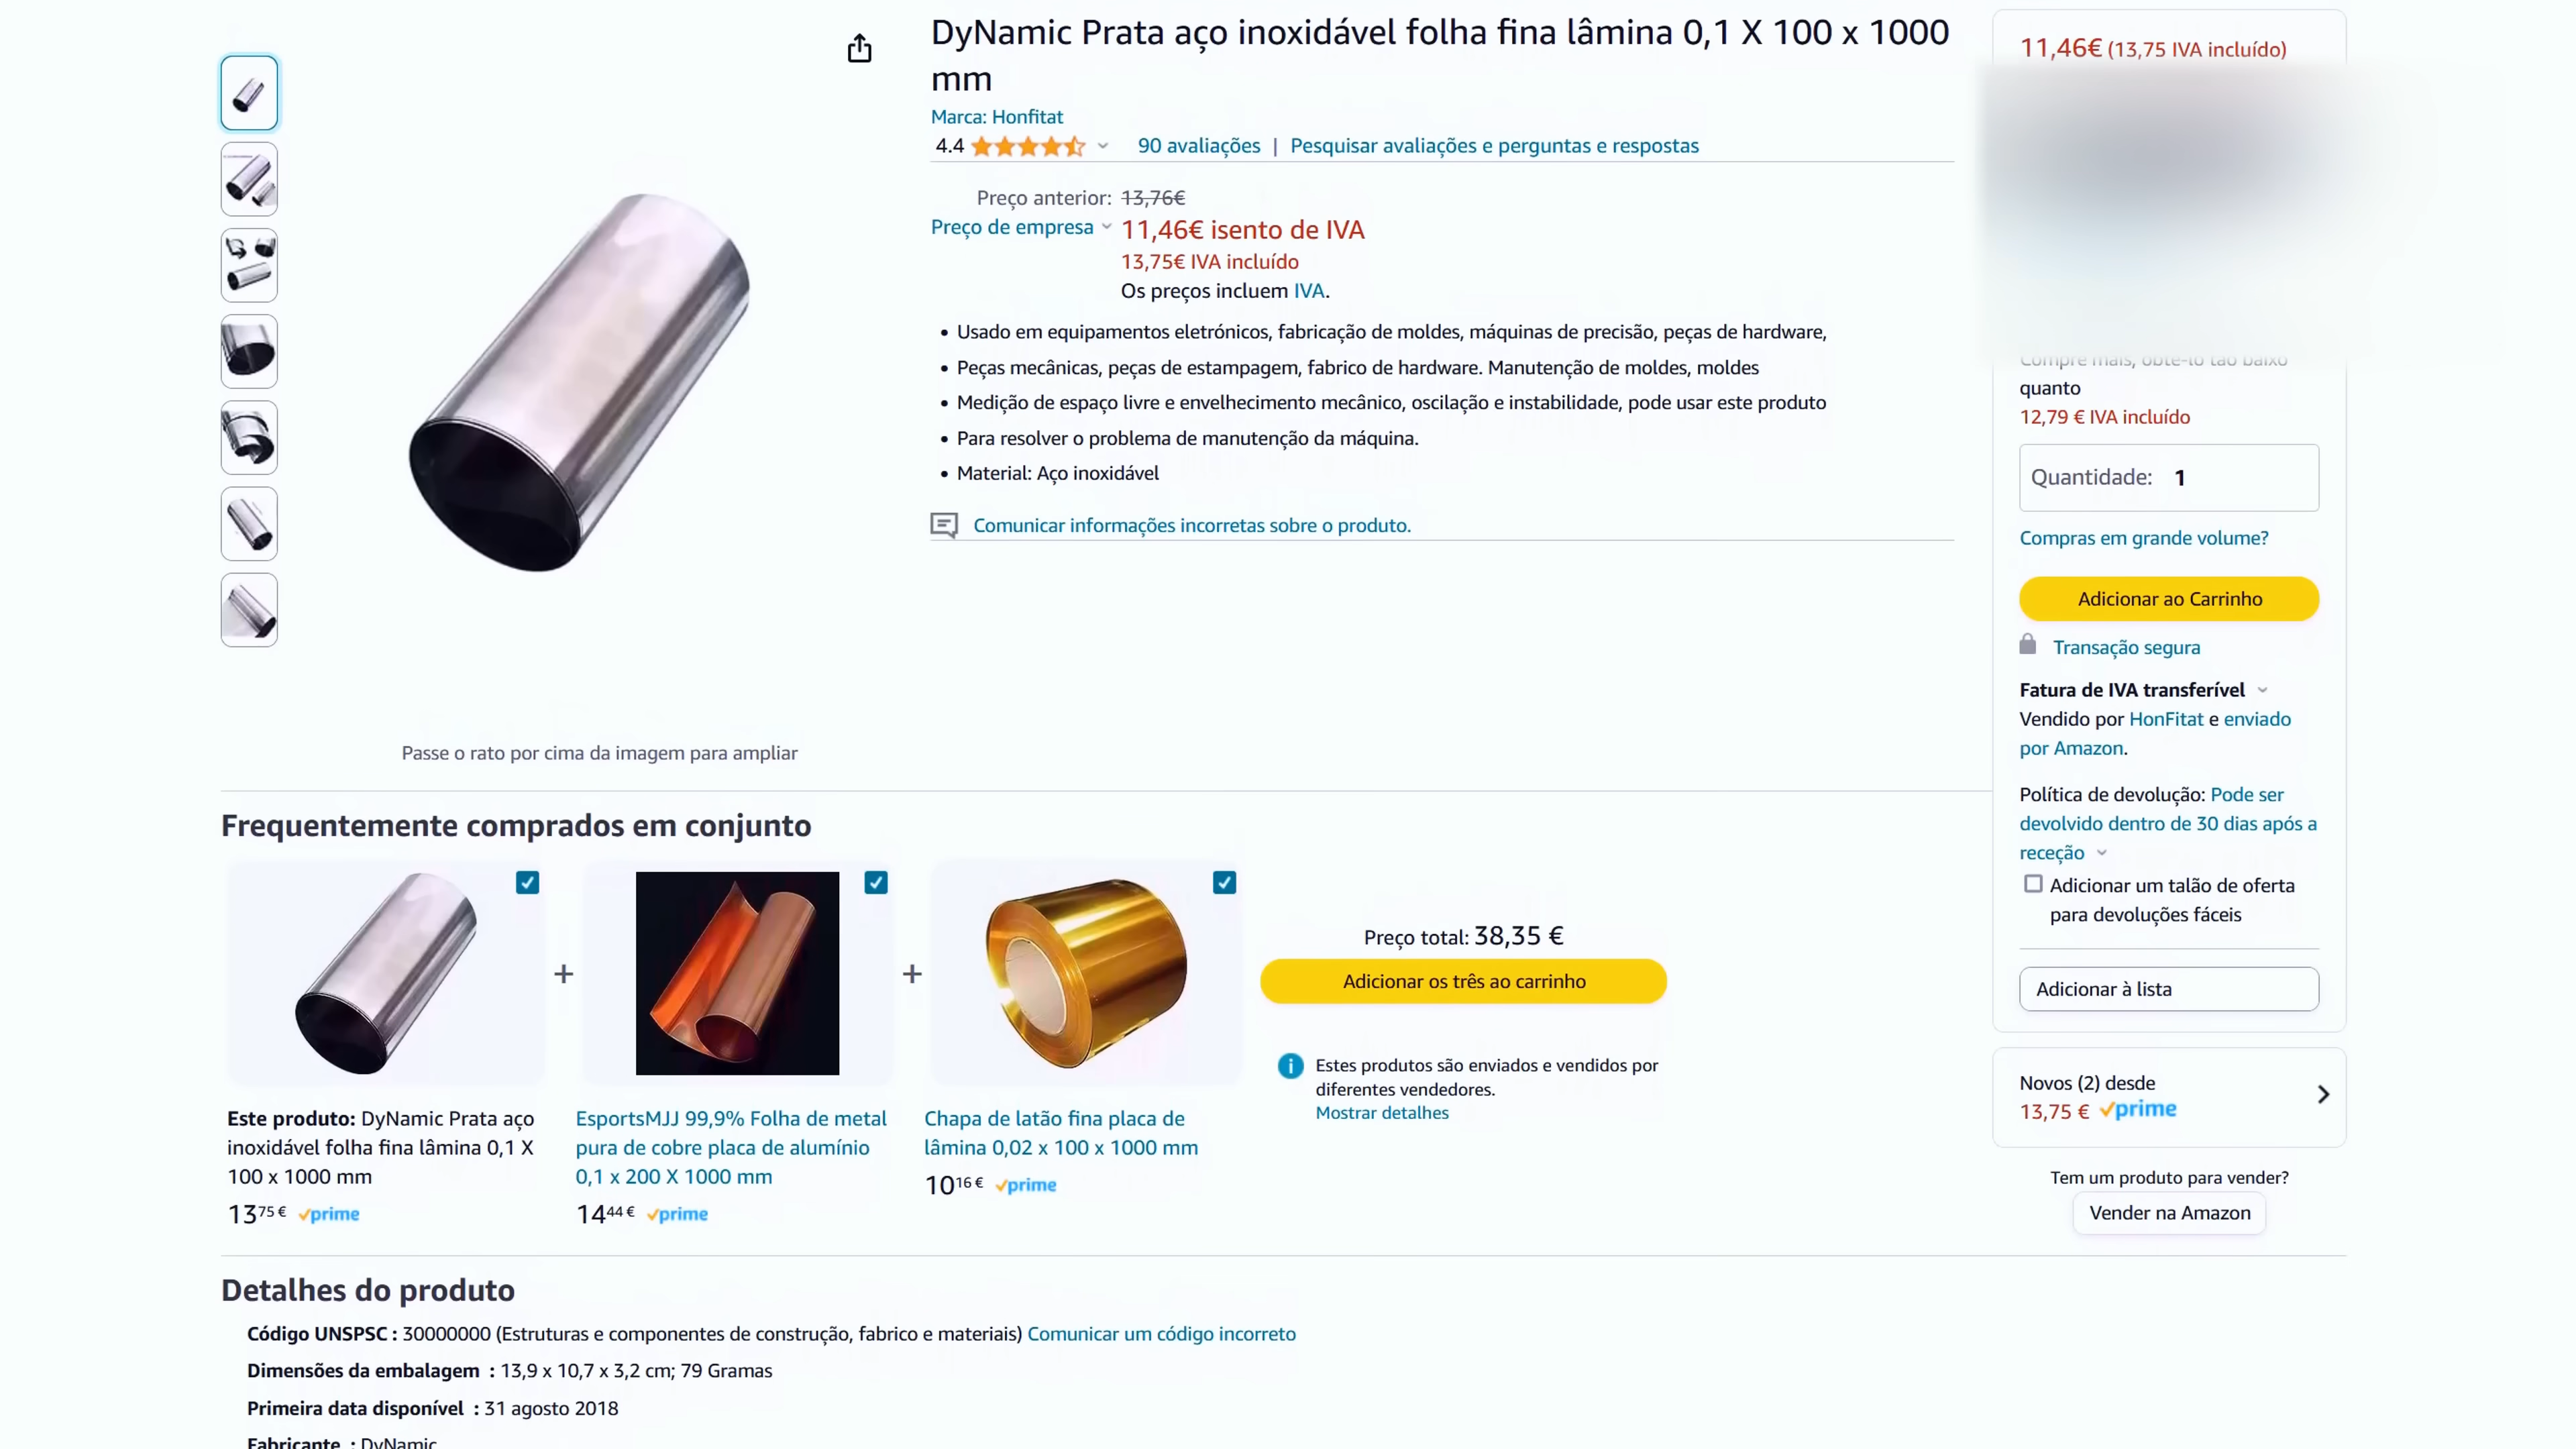 DyNamic Prata aço inoxidável folha fina lâmina 0,1 X 100 x 1000
mm
Marca: Honfitat
4.4
90 avaliações | Pesquisar avaliações e perguntas e respostas
Preço anterior: 13,76€
Preço de empresa 11,46€ isento de IVA
13,75€ IVA incluído
Os preços incluem IVA.
• Usado em equipamentos eletrónicos, fabricação de moldes, máquinas de precisão, peças de hardware,
• Peças mecânicas, peças de estampagem, fabrico de hardware. Manutenção de moldes, moldes
• Medição de espaço livre e envelhecimento mecânico, oscilação e instabilidade, pode usar este produto
• Para resolver o problema de manutenção da máquina.
• Material: Aço inoxidável
Comunicar informações incorretas sobre o produto.
Passe o rato por cima da imagem para ampliar
11,46€ (13,75 IVA incluído)
Compre mais, obtê-lo tão baixo
quanto
12,79 € IVA incluído
Quantidade: 1
Compras em grande volume?
Adicionar ao Carrinho
Transação segura
Fatura de IVA transferível
Vendido por HonFitat e enviado
por Amazon.
Política de devolução: Pode ser
devolvido dentro de 30 dias após a
receção
Adicionar um talão de oferta
para devoluções fáceis
Adicionar à lista
Novos (2) desde
13,75 € prime
Tem um produto para vender?
Vender na Amazon
Frequentemente comprados em conjunto
+
+
Este produto: DyNamic Prata aço
inoxidável folha fina lâmina 0,1 X
100 x 1000 mm
13 75 € prime
EsportsMJJ 99,9% Folha de metal
pura de cobre placa de alumínio
0,1 x 200 X 1000 mm
14 44 € prime
Chapa de latão fina placa de
lâmina 0,02 x 100 x 1000 mm
10 16 € prime
Preço total: 38,35 €
Adicionar os três ao carrinho
Estes produtos são enviados e vendidos por
diferentes vendedores.
Mostrar detalhes
Detalhes do produto
Código UNSPSC : 30000000 (Estruturas e componentes de construção, fabrico e materiais) Comunicar um código incorreto
Dimensões da embalagem : 13,9 x 10,7 x 3,2 cm; 79 Gramas
Primeira data disponível : 31 agosto 2018
Fabricante : DyNamic